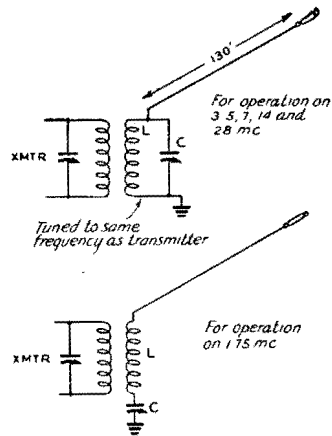 130'
For operation on
3.5, 7, 14 and
28 mc
L
C
XMTR
Tuned to same
frequency as transmitter
For operation
on 1.75 mc
XMTR
L
C